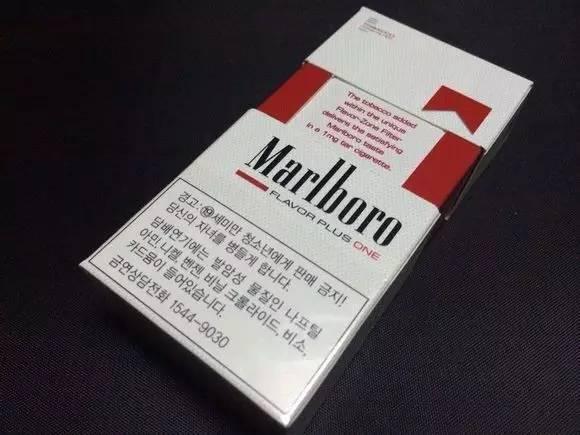 The tobacco added
within the unique
Flavor-Zone Filter
delivers the satisfying
Marlboro taste
in a 1mg tar cigarette.
Marlboro
FLAVOR PLUS ONE
경고: ⑲세미만 청소년에게 판매 금지!
당신의 자녀를 병들게 합니다.
담배연기에는 발암성 물질인 나프틸
아민, 니켈, 벤젠, 비닐 크롤라이드, 비소,
카드뮴이 들어있습니다.
금연상담전화 1544-9030